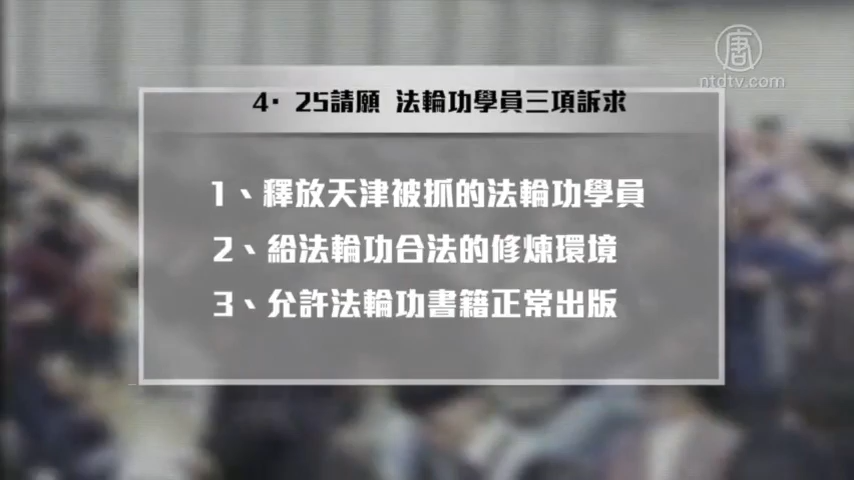 唐
ntdtv.com
4·25請願 法輪功學員三項訴求
1、釋放天津被抓的法輪功學員
2、給法輪功合法的修煉環境
3、允許法輪功書籍正常出版